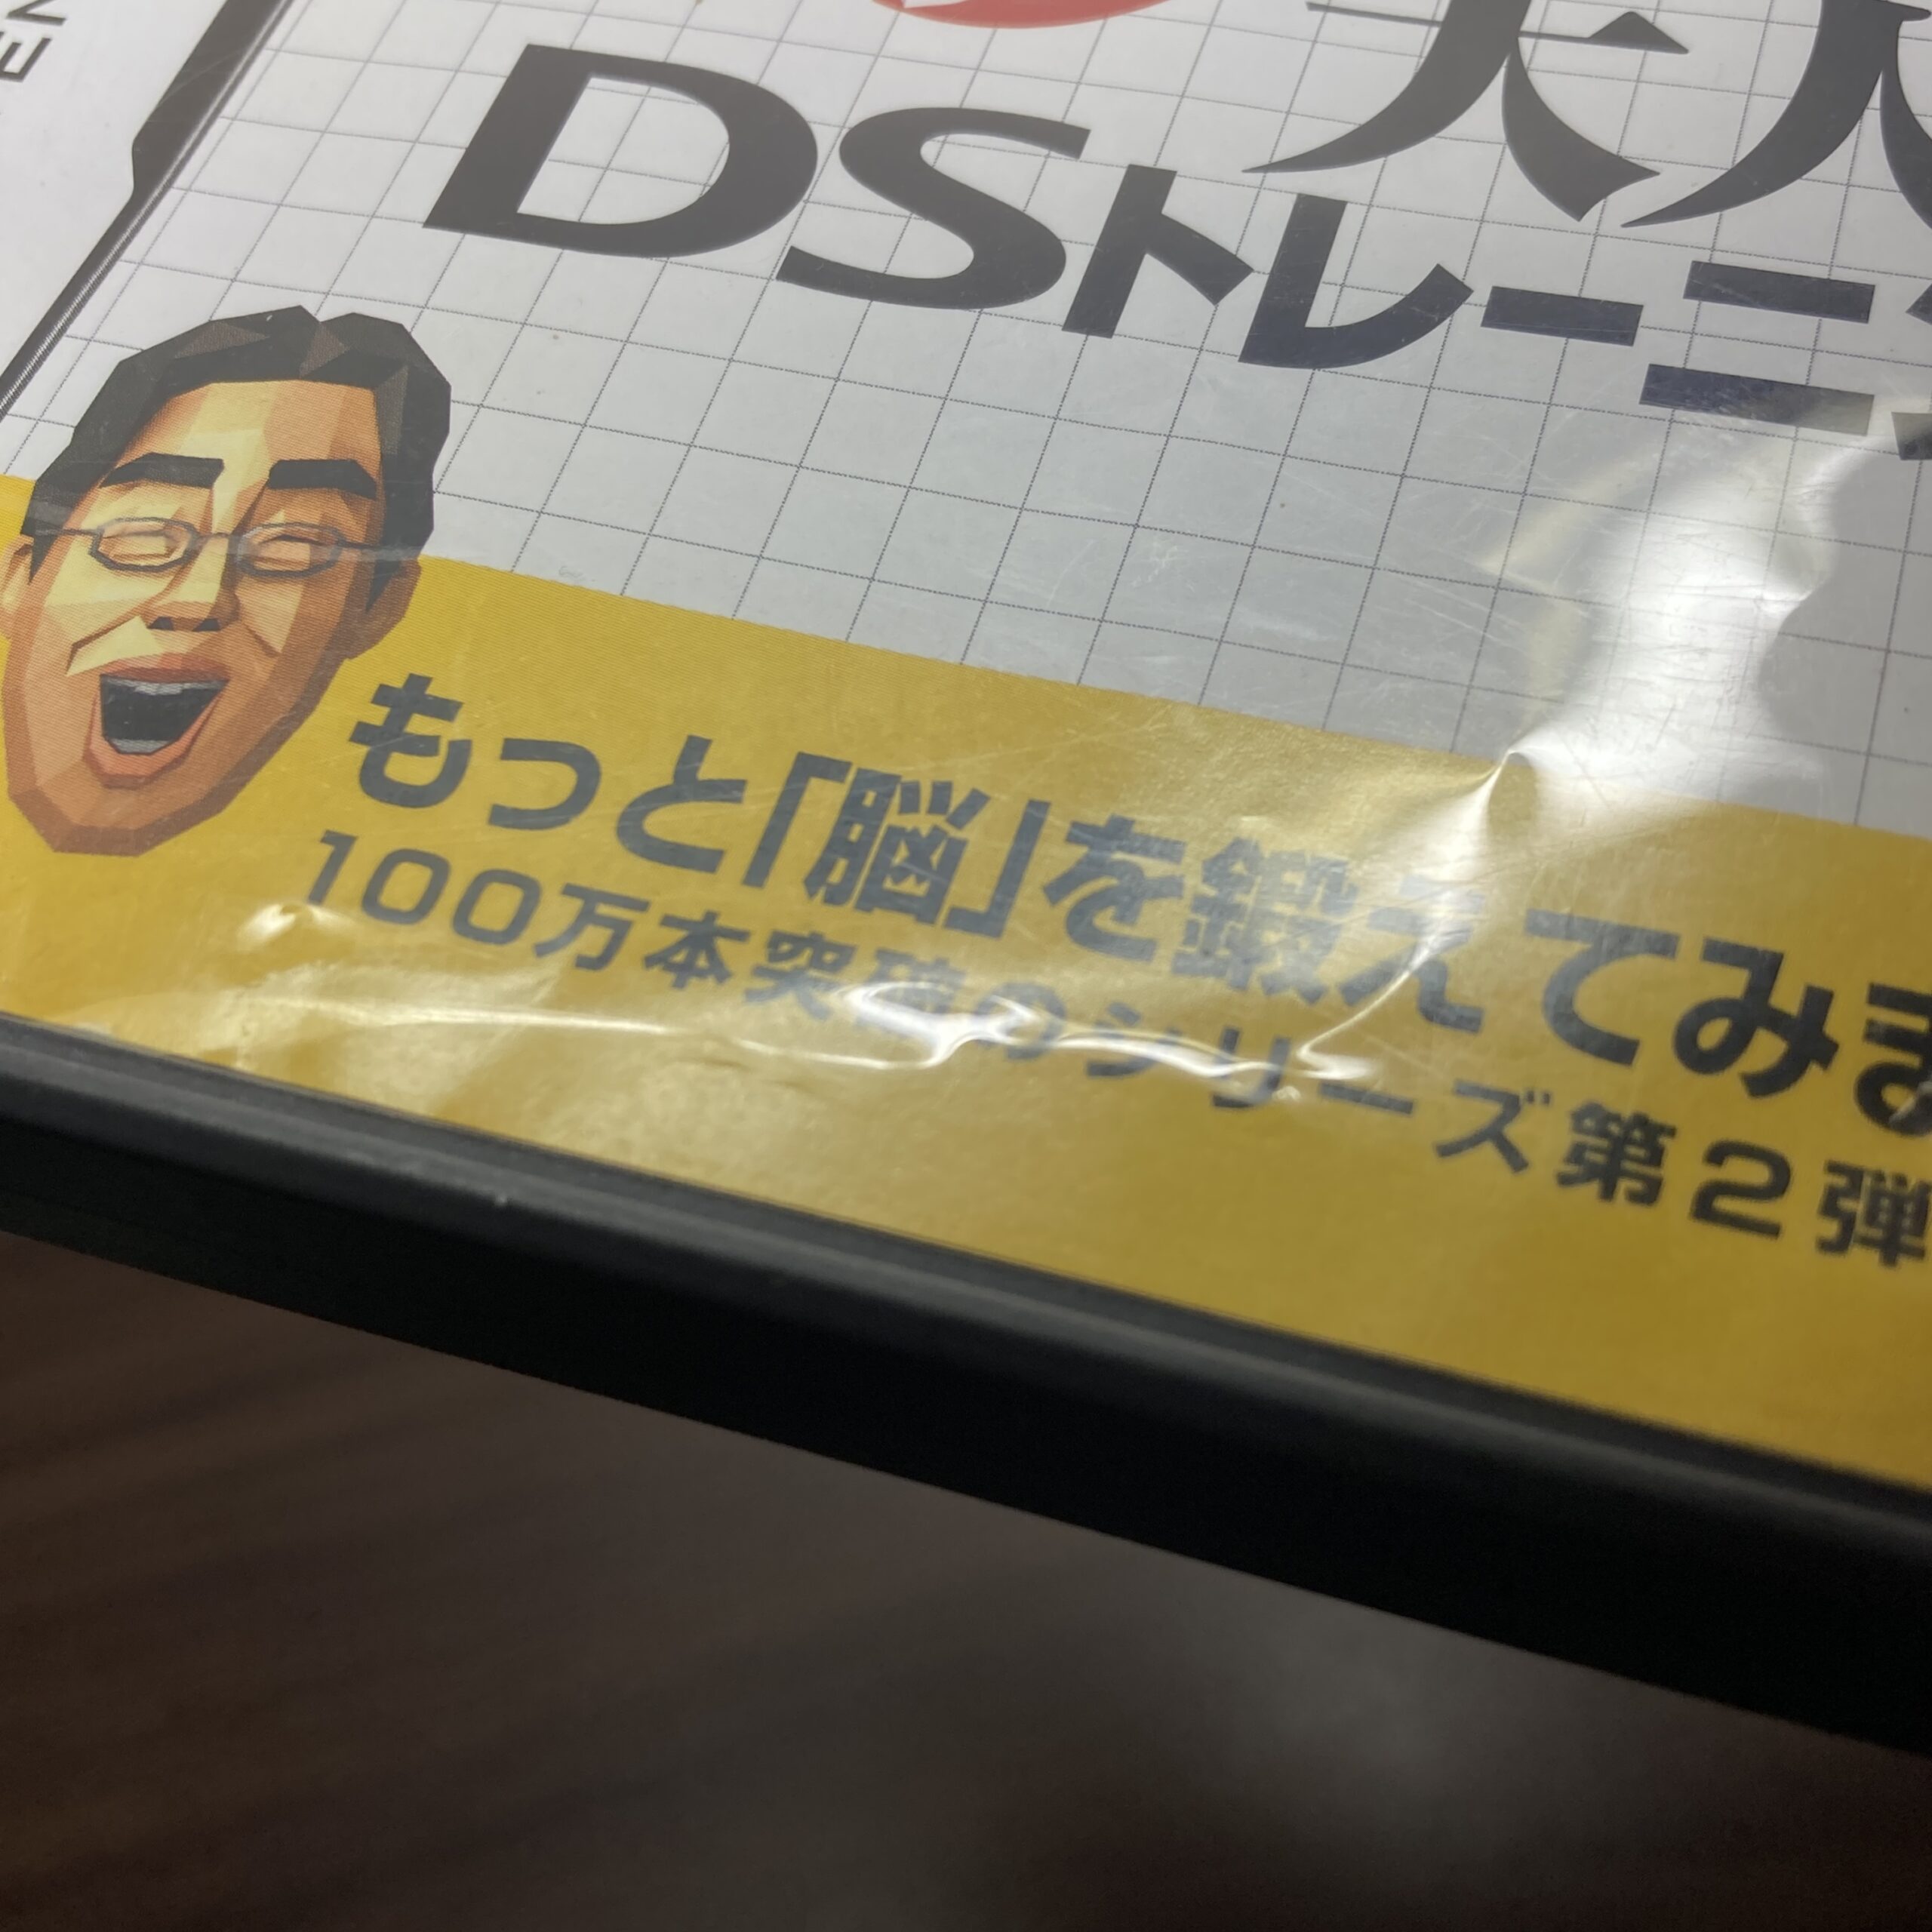 DSトレーニ
もっと「脳」を鍛えてみま
100万本突破のシリーズ第2弾